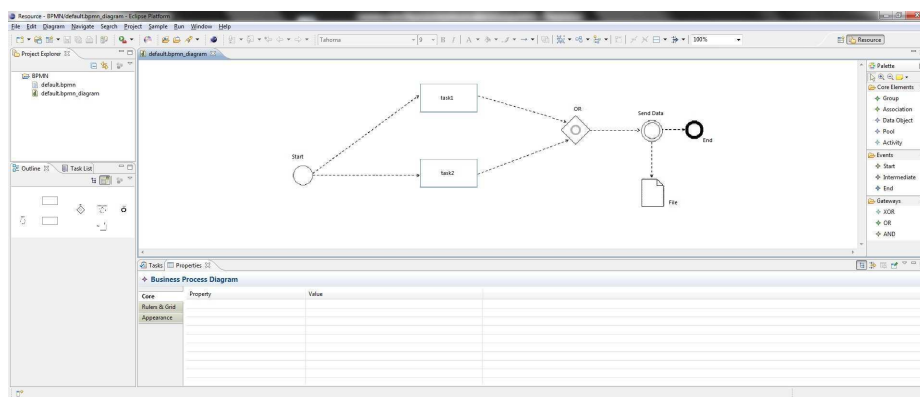 Resource - BPMN/default.bpmn_diagram - Eclipse Platform
File Edit Diagram Navigate Search Project Sample Run Window Help
Tahoma 9 B I A 100% Resource
Project Explorer
default.bpmn_diagram
Palette
BPMN
default.bpmn
default.bpmn_diagram
Core Elements
Group
Association
Data Object
Pool
Activity
Events
Start
Intermediate
End
Gateways
XOR
OR
AND
Outline Task List
task1
OR
Send Data
End
Start
task2
File
Tasks Properties
Business Process Diagram
Core
Rulers & Grid
Appearance
Property Value